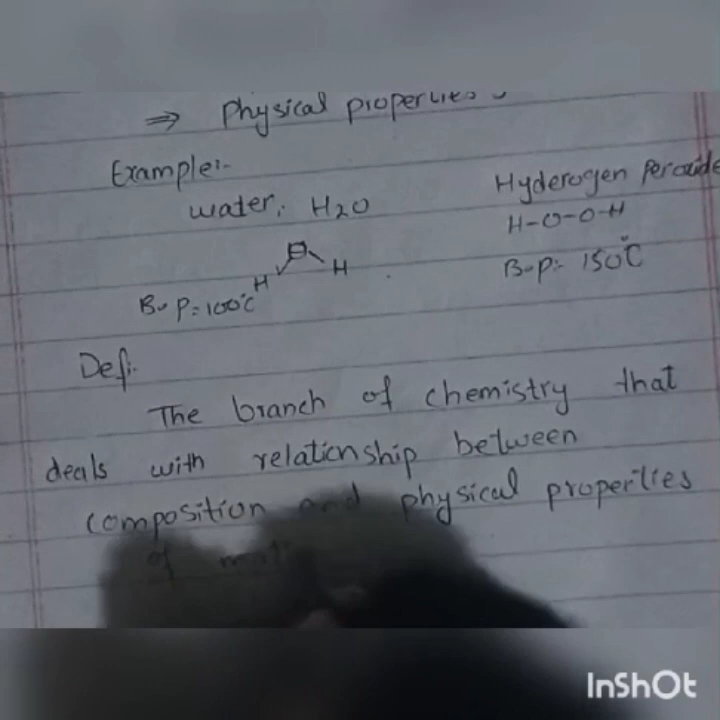 ⇒ Physical properties
Example:-
water: H2O
Hyderogen Peroxide
H-O-O-H
O
H H
B.P = 100°C
B.P:- 150°C
Def:-
The branch of chemistry that
deals with relationship between
composition and physical properties
of
InShOt